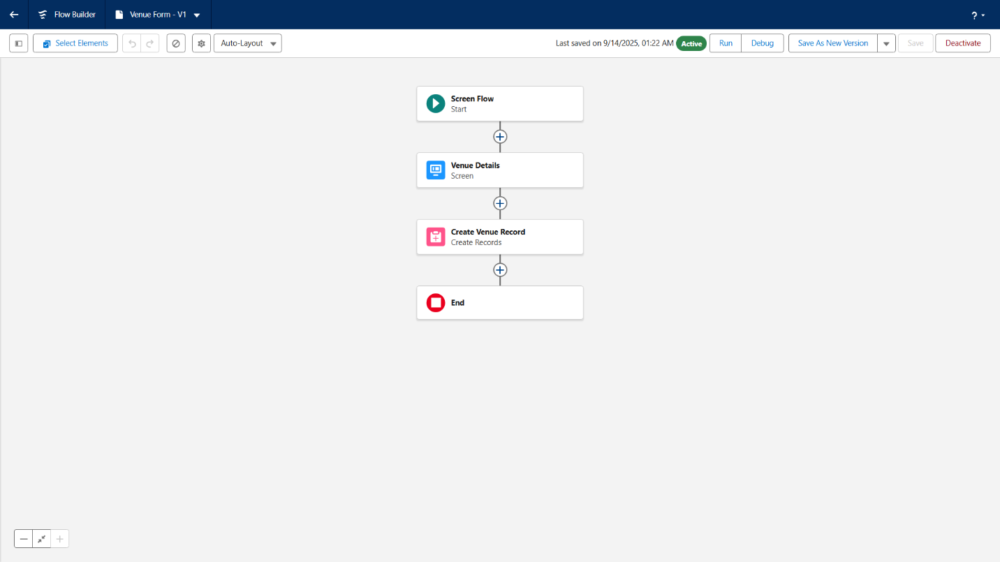 Flow Builder
Venue Form - V1
?
Select Elements
Auto-Layout
Last saved on 9/14/2025, 01:22 AM
Active
Run
Debug
Save As New Version
Save
Deactivate
Screen Flow
Start
Venue Details
Screen
Create Venue Record
Create Records
End